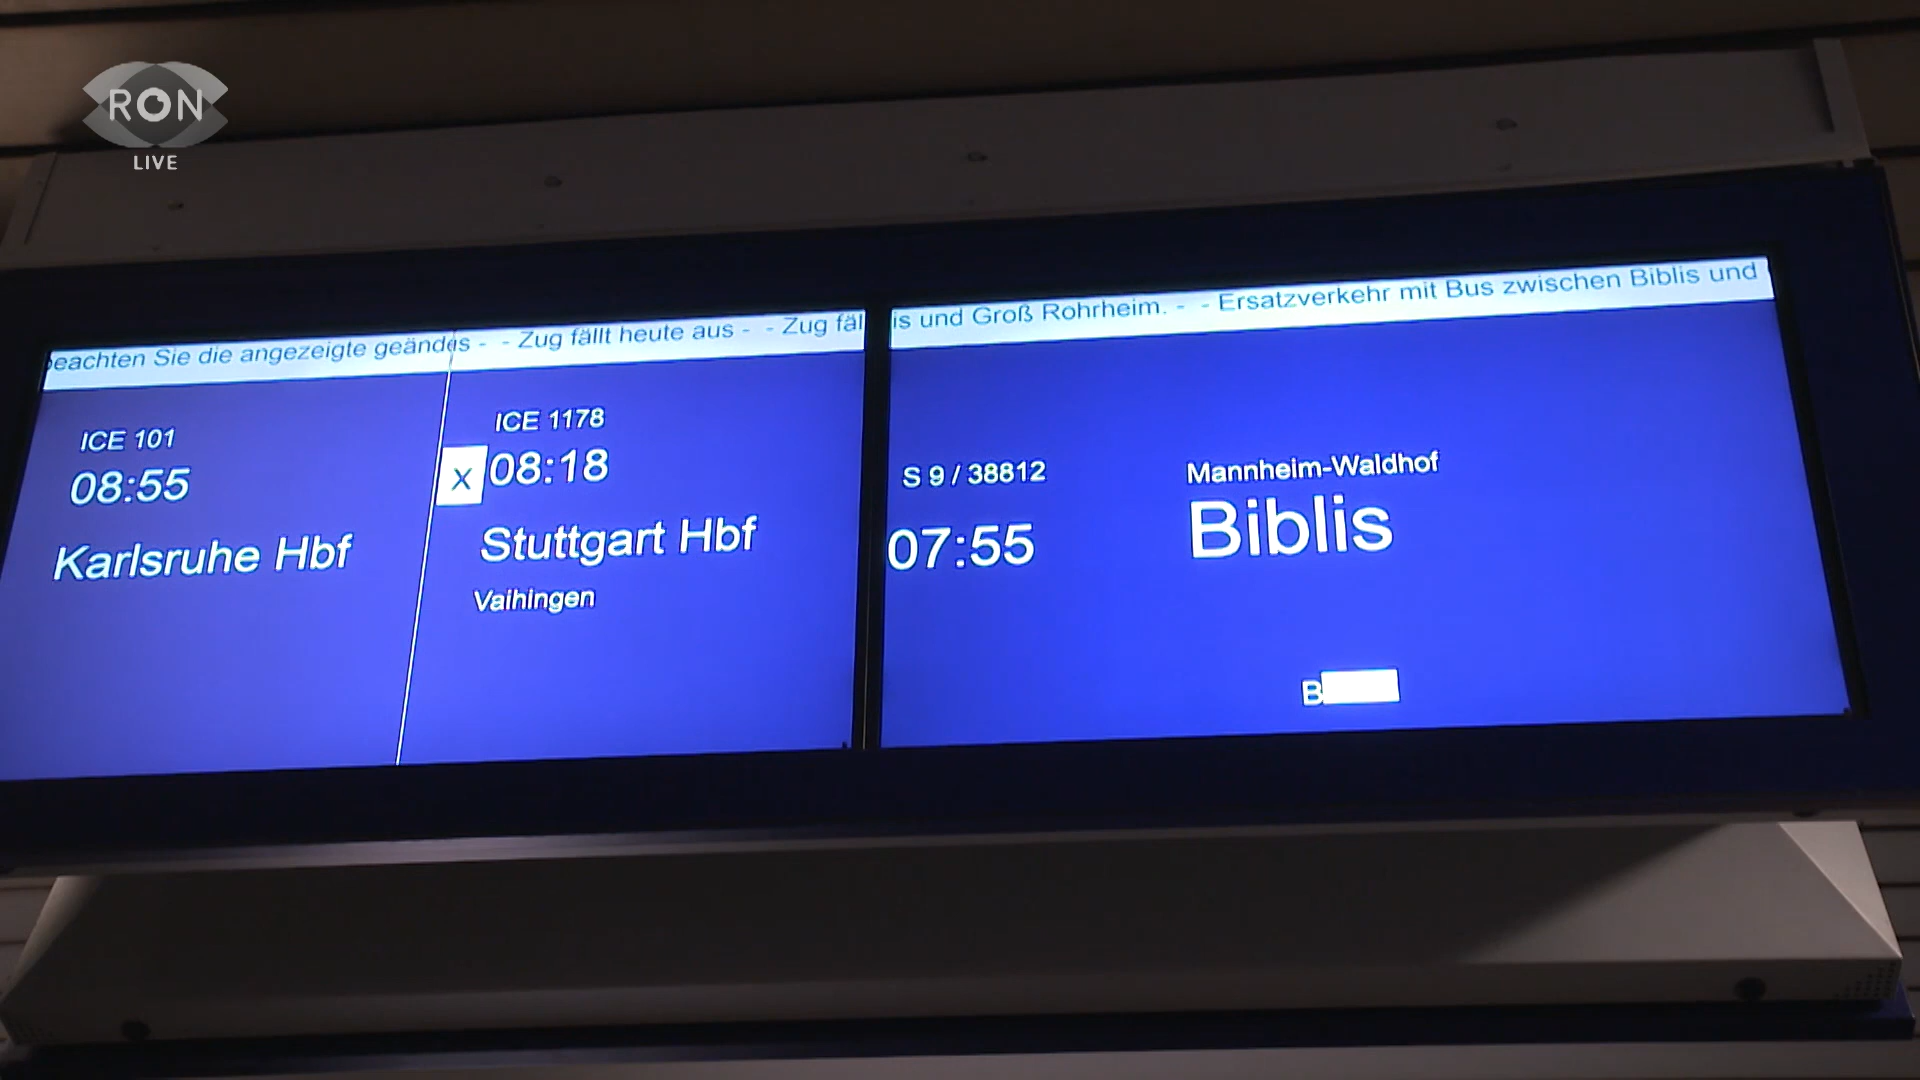 RON
LIVE
eachten Sie die angezeigte geändes - - Zug fällt heute aus - - Zug fäl
ICE 101
08:55
Karlsruhe Hbf
ICE 1178
X 08:18
Stuttgart Hbf
Vaihingen
is und Groß Rohrheim. - - Ersatzverkehr mit Bus zwischen Biblis und
S 9 / 38812
07:55
Mannheim-Waldhof
Biblis
B